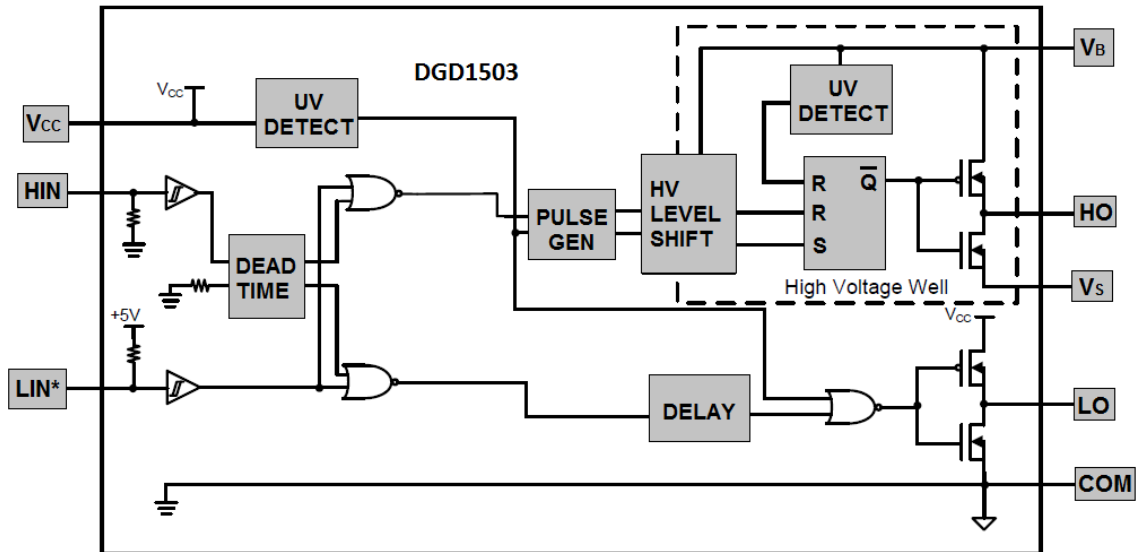 DGD1503
VB
VCC
UV
DETECT
UV
DETECT
VCC
HIN
HV
LEVEL
SHIFT
R
Q
R
S
PULSE
GEN
HO
DEAD
TIME
High Voltage Well
VS
+5V
VCC
LIN*
DELAY
LO
COM